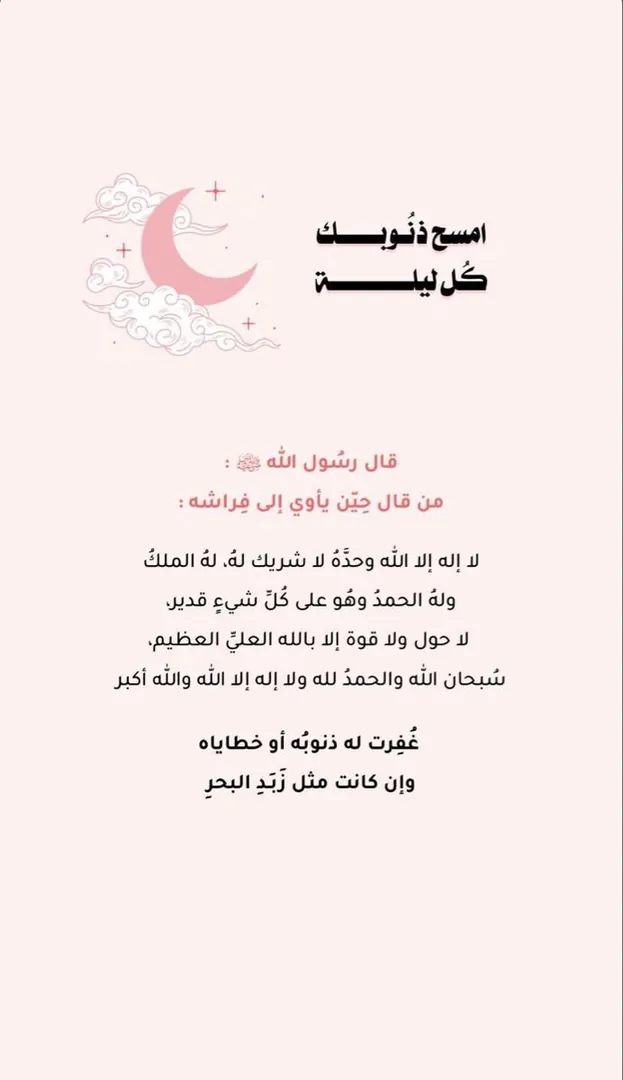 امسح ذنُوبـــــك
كُل ليلـــــــــة
قال رسُول الله ﷺ :
من قال حِيّن يأوي إلى فِراشه :
لا إله إلا الله وحدَّهُ لا شريك لهُ، لهُ الملكُ
ولهُ الحمدُ وهُو على كُلِّ شيءٍ قدير،
لا حول ولا قوة إلا بالله العليِّ العظيم،
سُبحان الله والحمدُ لله ولا إله إلا الله والله أكبر
غُفِرت له ذنوبُه أو خطاياه
وإن كانت مثل زَبَدِ البحرِ